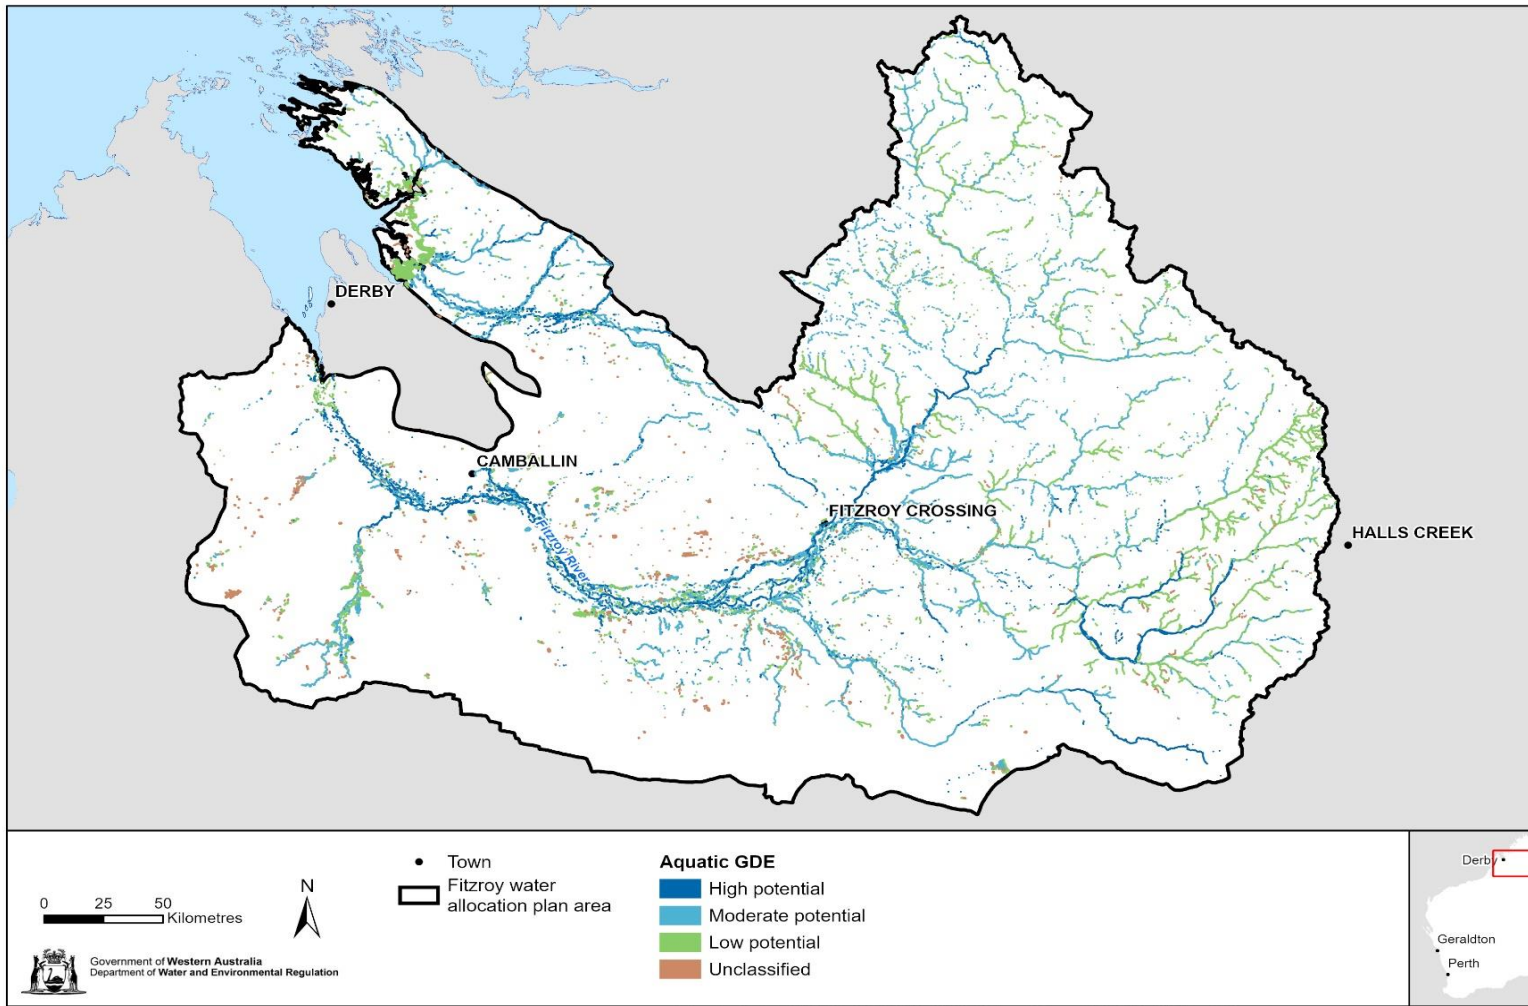 DERBY
CAMBALLIN
Fitzroy River
FITZROY CROSSING
HALLS CREEK
0 25 50
Kilometres
N
Town
Fitzroy water
allocation plan area
Aquatic GDE
High potential
Moderate potential
Low potential
Unclassified
Government of Western Australia
Department of Water and Environmental Regulation
Derby
Geraldton
Perth